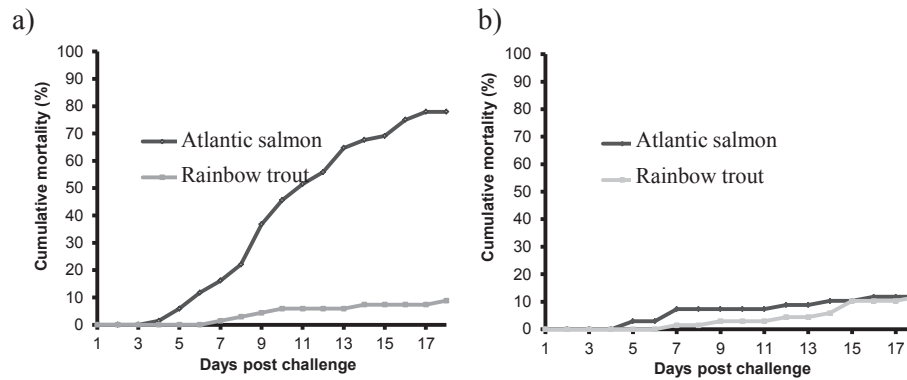 a)
Cumulative mortality (%)
100
90
80
70
60
50
40
30
20
10
0
Atlantic salmon
Rainbow trout
1 3 5 7 9 11 13 15 17
Days post challenge
b)
Cumulative mortality (%)
100
90
80
70
60
50
40
30
20
10
0
Atlantic salmon
Rainbow trout
1 3 5 7 9 11 13 15 17
Days post challenge